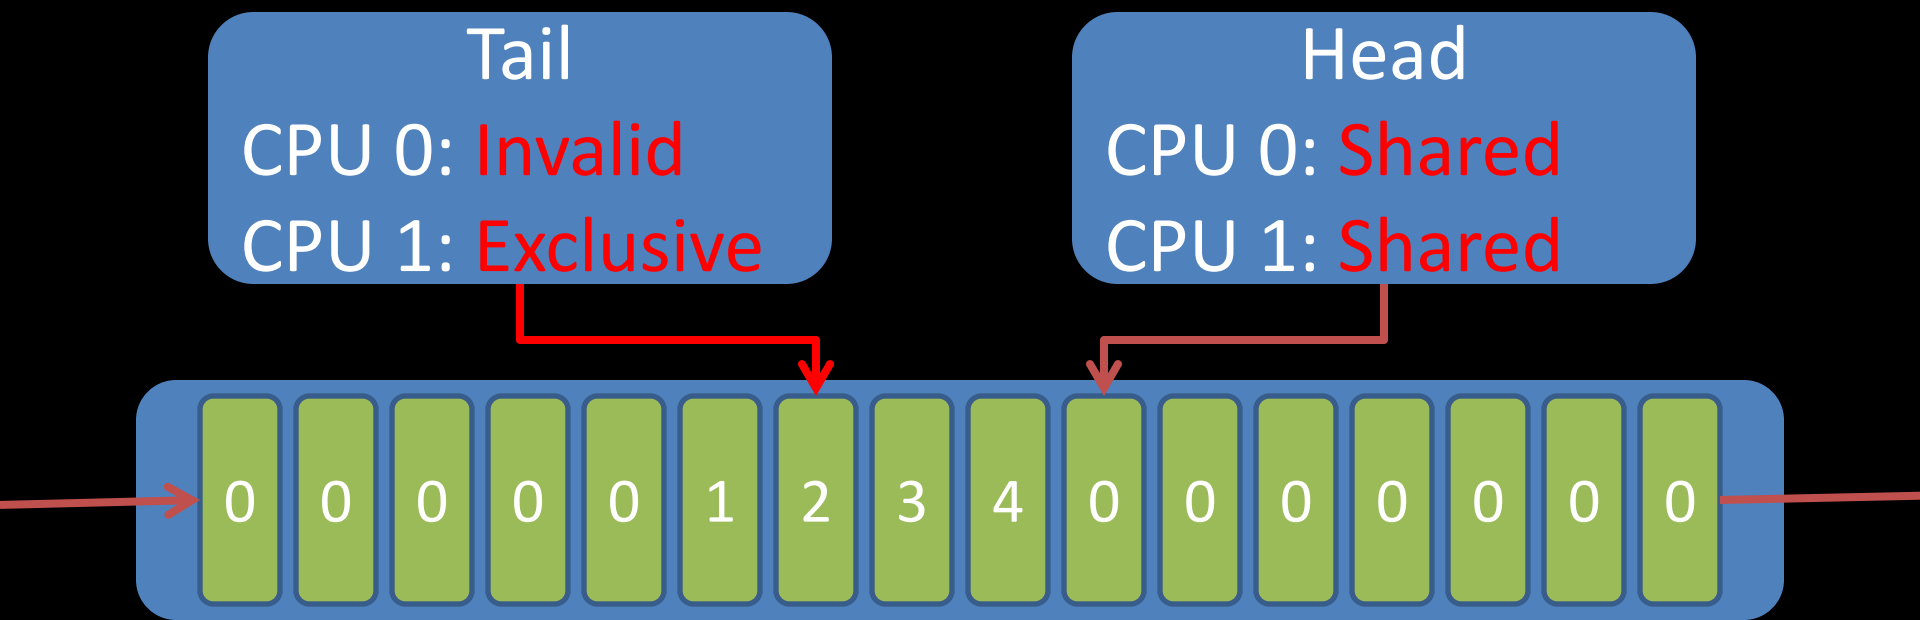 Tail
CPU 0: Invalid
CPU 1: Exclusive
Head
CPU 0: Shared
CPU 1: Shared
0 0 0 0 0 1 2 3 4 0 0 0 0 0 0 0